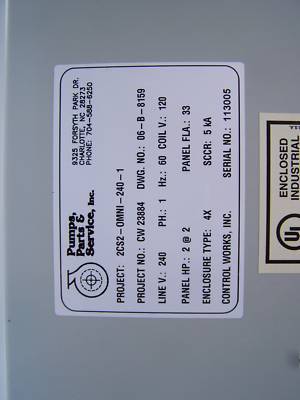 Pumps,
Parts &
Service, Inc.
9325 FORSYTH PARK DR.
CHARLOTTE, NC 28273
PHONE: 704-588-6250
PROJECT: 2CS2-OMNI-240-1
PROJECT NO.: CW 23884 DWG. NO.: 06-B-8159
LINE V.: 240 PH.: 1 Hz.: 60 COIL V.: 120
PANEL HP.: 2 @ 2 PANEL FLA.: 33
ENCLOSURE TYPE: 4X SCCR: 5 kA
CONTROL WORKS, INC. SERIAL NO.: 113005
UL
ENCLOSED
INDUSTRIAL